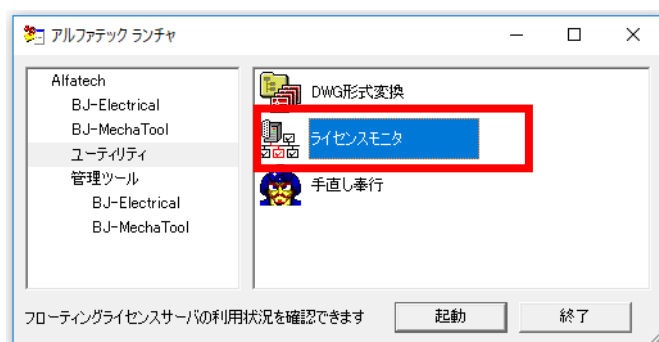 アルファテック ランチャ
Alfatech
BJ-Electrical
BJ-MechaTool
ユーティリティ
管理ツール
BJ-Electrical
BJ-MechaTool
DWG形式変換
ライセンスモニタ
手直し奉行
フローティングライセンスサーバの利用状況を確認できます
起動
終了